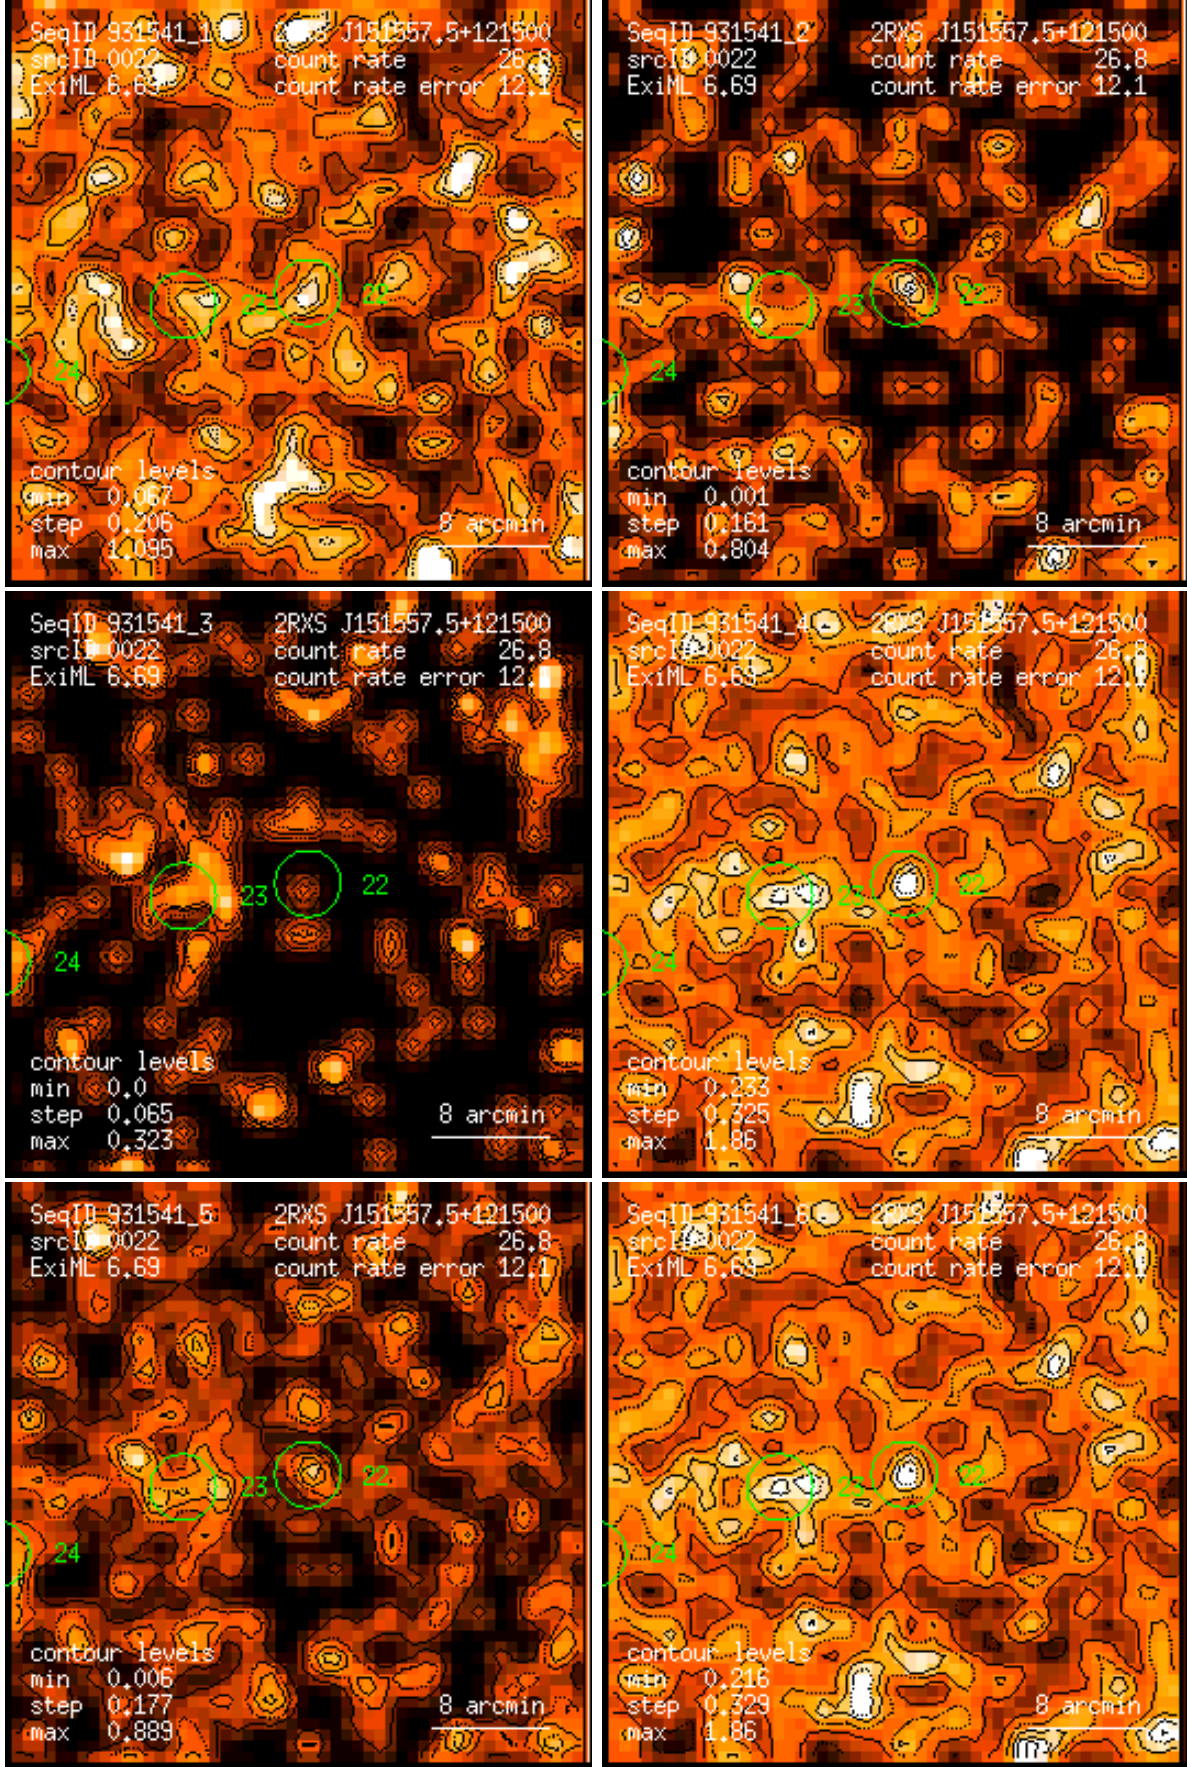 SeqID 931541_1 2RXS J151557.5+121500
srcID 0022 count rate 26.8
ExiML 6.69 count rate error 12.1
23 22
24
contour levels
min 0.067
step 0.206 8 arcmin
max 1.095
SeqID 931541_2 2RXS J151557.5+121500
srcID 0022 count rate 26.8
ExiML 6.69 count rate error 12.1
23 22
24
contour levels
min 0.001
step 0.161 8 arcmin
max 0.804
SeqID 931541_3 2RXS J151557.5+121500
srcID 0022 count rate 26.8
ExiML 6.69 count rate error 12.1
23 22
24
contour levels
min 0.0
step 0.065 8 arcmin
max 0.323
SeqID 931541_4 2RXS J151557.5+121500
srcID 0022 count rate 26.8
ExiML 6.69 count rate error 12.1
23 22
24
contour levels
min 0.233
step 0.325 8 arcmin
max 1.86
SeqID 931541_5 2RXS J151557.5+121500
srcID 0022 count rate 26.8
ExiML 6.69 count rate error 12.1
23 22
24
contour levels
min 0.006
step 0.177 8 arcmin
max 0.889
SeqID 931541_6 2RXS J151557.5+121500
srcID 0022 count rate 26.8
ExiML 6.69 count rate error 12.1
23 22
24
contour levels
min 0.216
step 0.329 8 arcmin
max 1.86